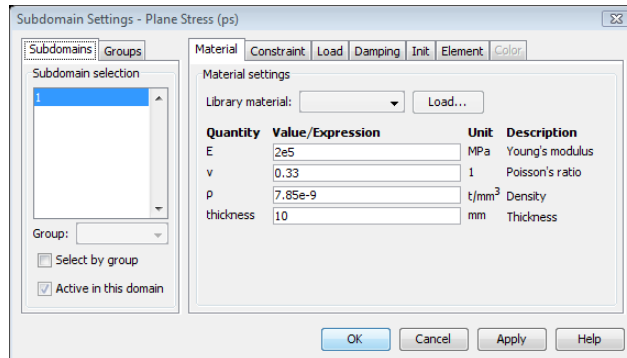 Subdomain Settings - Plane Stress (ps)
Subdomains Groups
Subdomain selection
1
Group:
Select by group
Active in this domain
Material Constraint Load Damping Init Element Color
Material settings
Library material: Load...
Quantity Value/Expression Unit Description
E 2e5 MPa Young's modulus
ν 0.33 1 Poisson's ratio
ρ 7.85e-9 t/mm³ Density
thickness 10 mm Thickness
OK Cancel Apply Help